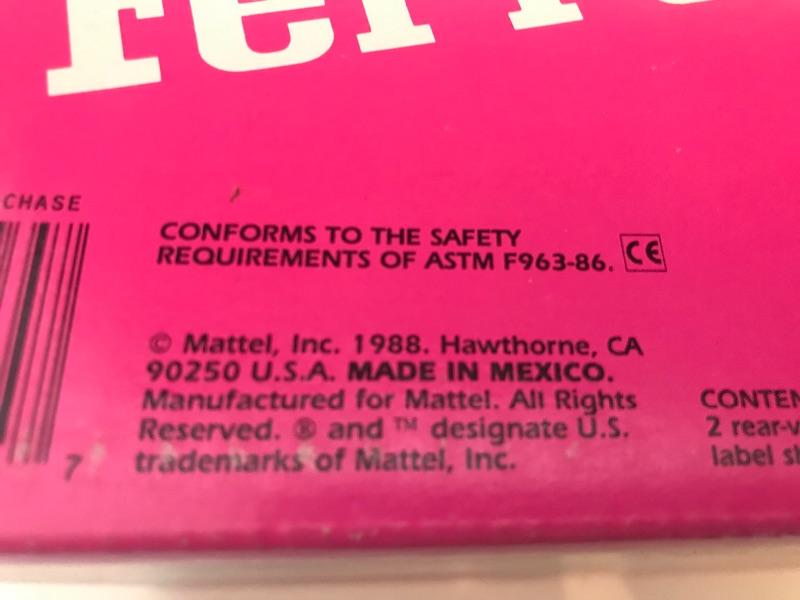 Ferr
CHASE
CONFORMS TO THE SAFETY
REQUIREMENTS OF ASTM F963-86. CE
© Mattel, Inc. 1988. Hawthorne, CA
90250 U.S.A. MADE IN MEXICO.
Manufactured for Mattel. All Rights
Reserved. ® and ™ designate U.S.
trademarks of Mattel, Inc.
7
CONTEN
2 rear-v
label sh